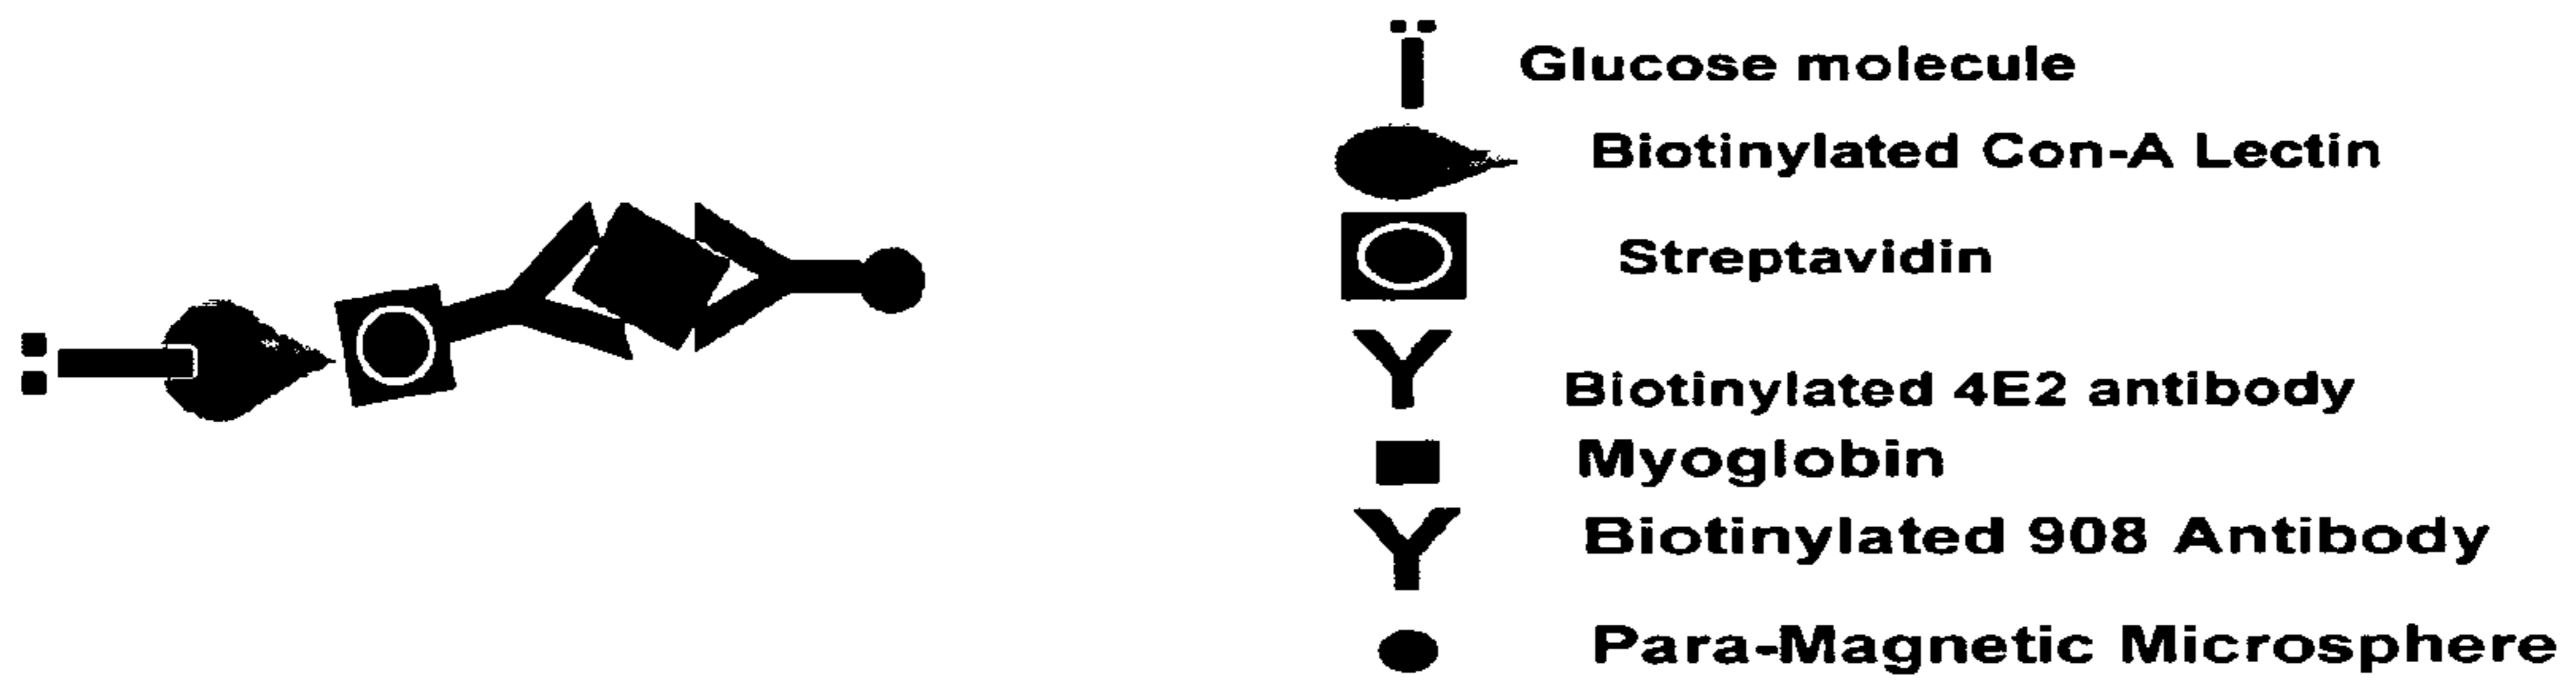 Glucose molecule
Biotinylated Con-A Lectin
Streptavidin
Biotinylated 4E2 antibody
Myoglobin
Biotinylated 908 Antibody
Para-Magnetic Microsphere